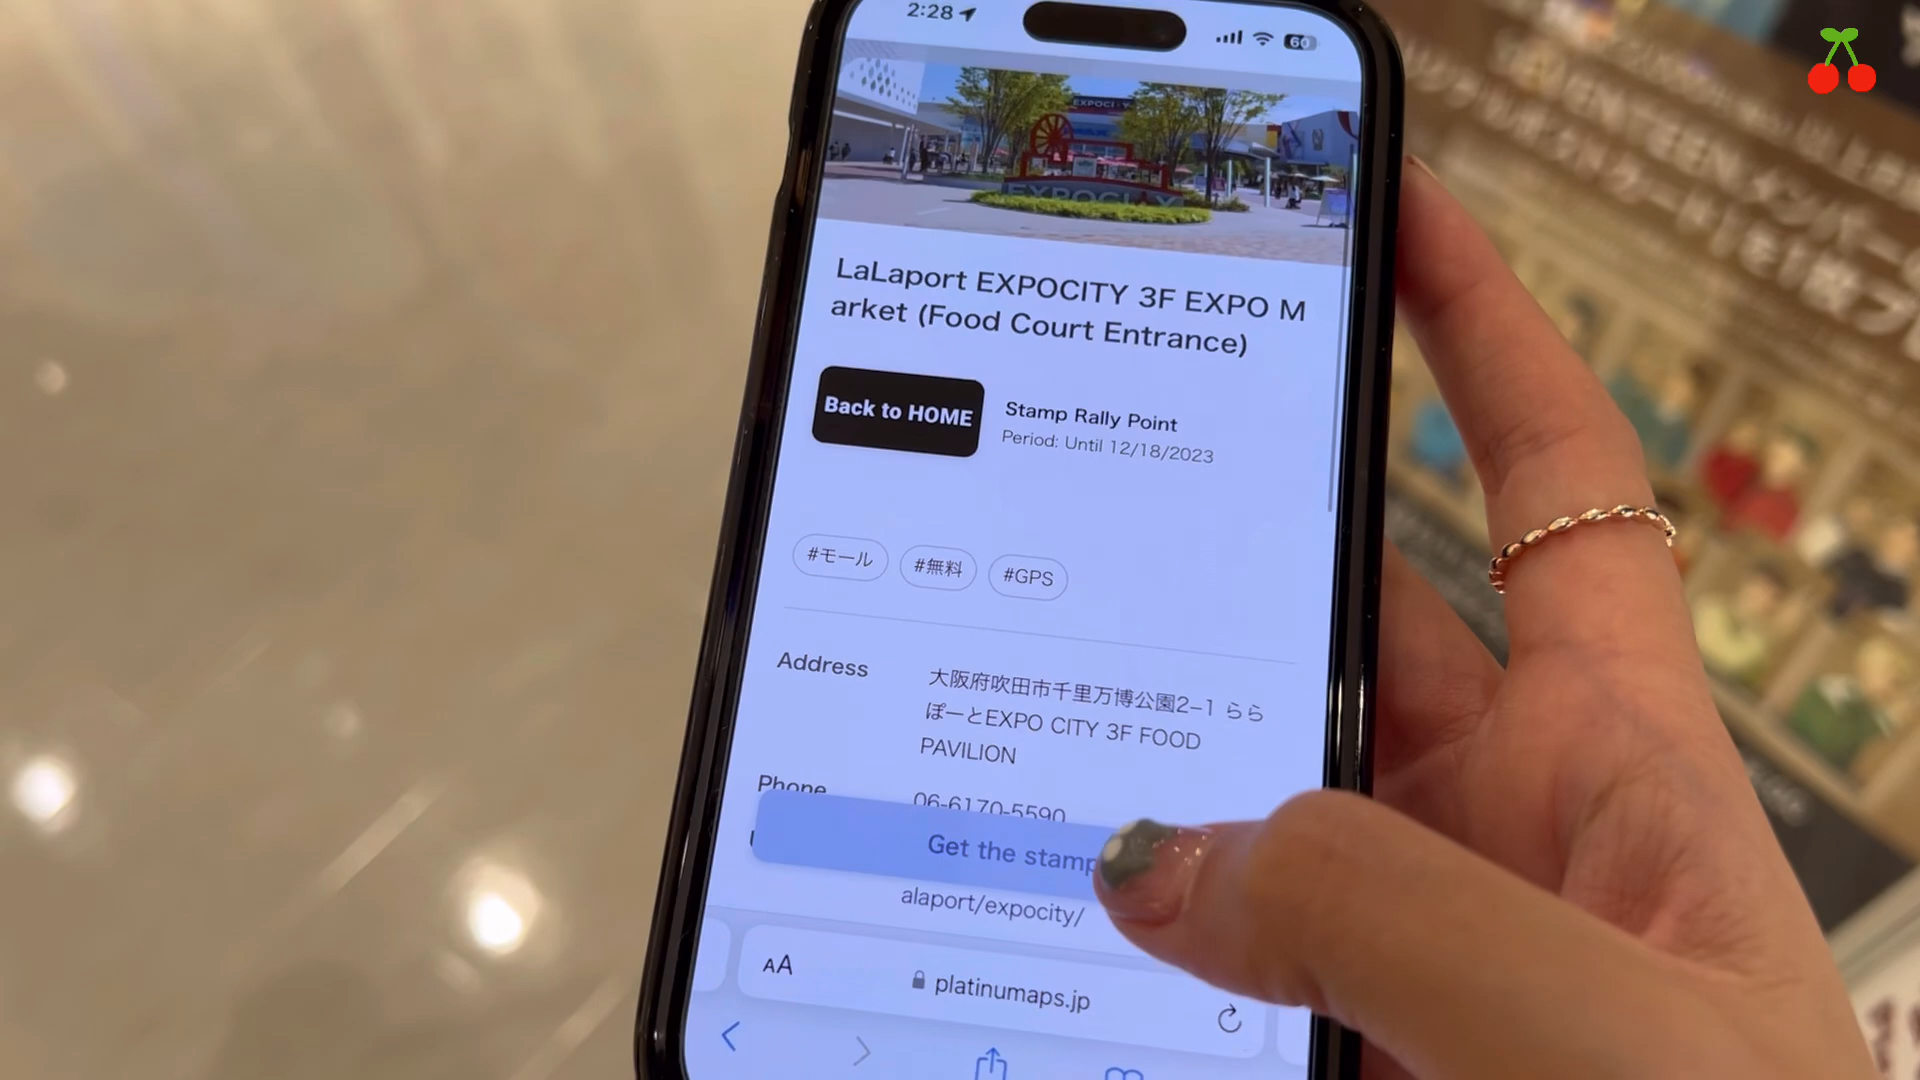 2:28
60
EXPOCITY
EXPOCITY
LaLaport EXPOCITY 3F EXPO M
arket (Food Court Entrance)
Back to HOME
Stamp Rally Point
Period: Until 12/18/2023
#モール
#無料
#GPS
Address
大阪府吹田市千里万博公園2-1 らら
ぽーとEXPO CITY 3F FOOD
PAVILION
Phone
06-6170-5590
Get the stamp
alaport/expocity/
AA
platinumaps.jp